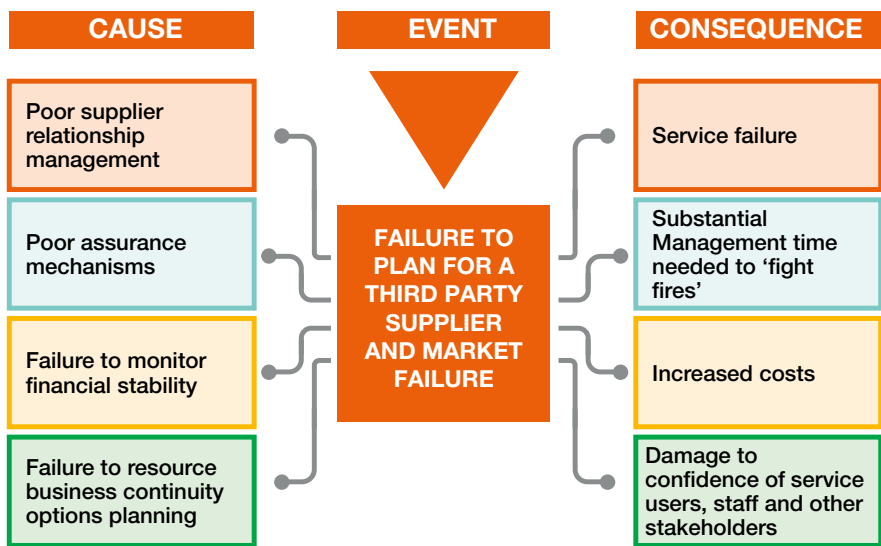 CAUSE
EVENT
CONSEQUENCE
Poor supplier
relationship
management
Poor assurance
mechanisms
Failure to monitor
financial stability
Failure to resource
business continuity
options planning
FAILURE TO
PLAN FOR A
THIRD PARTY
SUPPLIER
AND MARKET
FAILURE
Service failure
Substantial
Management time
needed to ‘fight
fires’
Increased costs
Damage to
confidence of service
users, staff and other
stakeholders